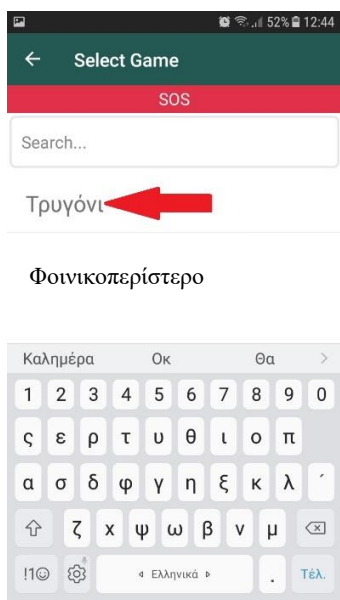 52% 12:44
Select Game
SOS
Search...
Τρυγόνι
Φοινικοπερίστερο
Καλημέρα Οκ Θα >
1 2 3 4 5 6 7 8 9 0
ς ε ρ τ υ θ ι ο π
α σ δ φ γ η ξ κ λ ´
ζ χ ψ ω β ν μ
!1☺ Ελληνικά . Τέλ.